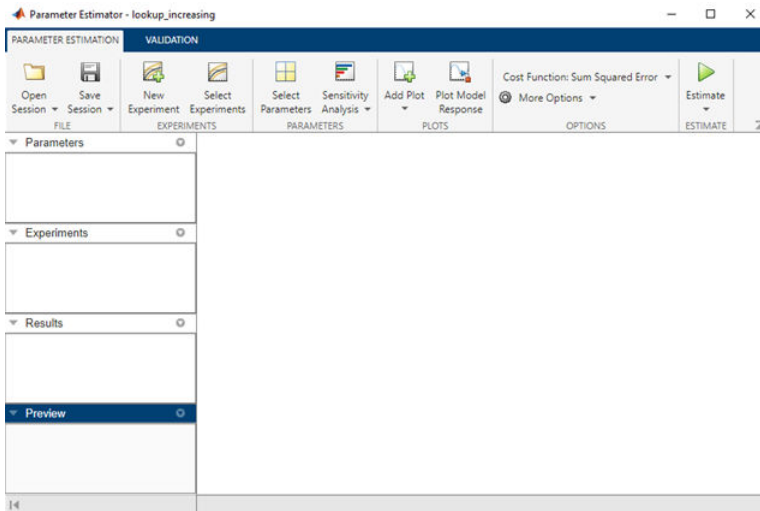 Parameter Estimator - lookup_increasing
PARAMETER ESTIMATION VALIDATION
Open Session Save Session New Experiment Select Experiments Select Parameters Sensitivity Analysis Add Plot Plot Model Response Cost Function: Sum Squared Error More Options Estimate
FILE EXPERIMENTS PARAMETERS PLOTS OPTIONS ESTIMATE
Parameters
Experiments
Results
Preview